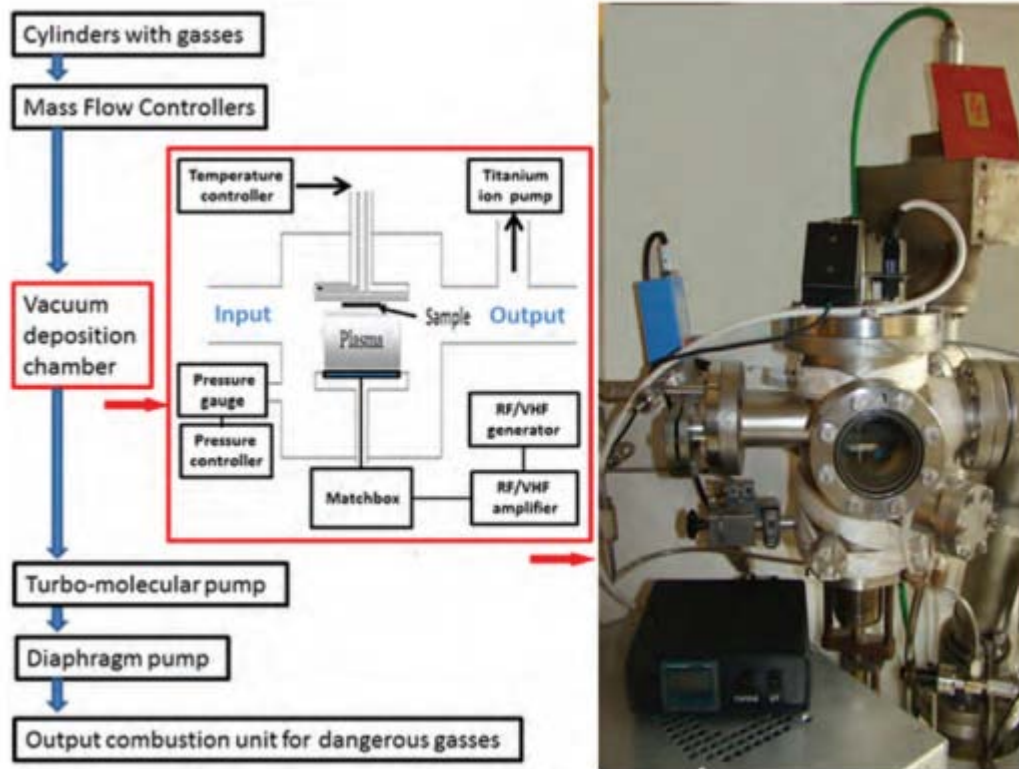 Cylinders with gasses
Mass Flow Controllers
Vacuum
deposition
chamber
Turbo-molecular pump
Diaphragm pump
Output combustion unit for dangerous gasses
Temperature
controller
Titanium
ion pump
Input
Sample
Output
Plasma
Pressure
gauge
Pressure
controller
RF/VHF
generator
Matchbox
RF/VHF
amplifier